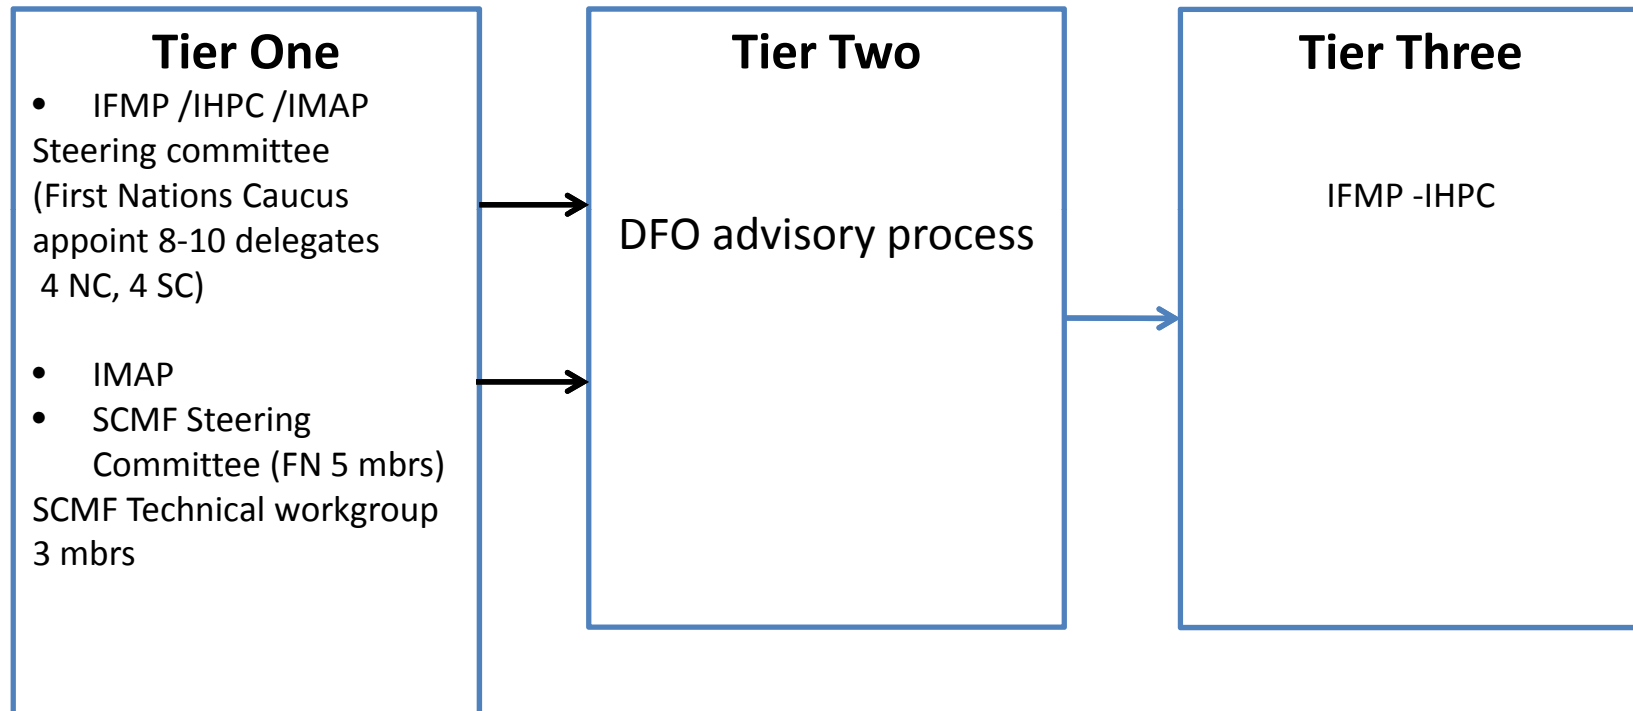 Tier One
• IFMP /IHPC /IMAP
Steering committee
(First Nations Caucus
appoint 8-10 delegates
4 NC, 4 SC)
• IMAP
• SCMF Steering
Committee (FN 5 mbrs)
SCMF Technical workgroup
3 mbrs
Tier Two
DFO advisory process
Tier Three
IFMP -IHPC